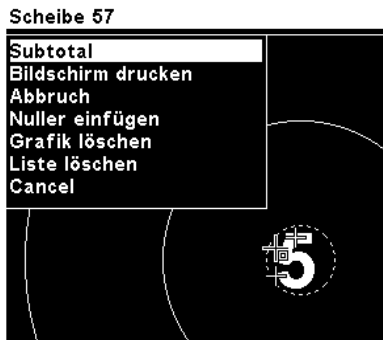 Scheibe 57
Subtotal
Bildschirm drucken
Abbruch
Nuller einfügen
Grafik löschen
Liste löschen
Cancel
5